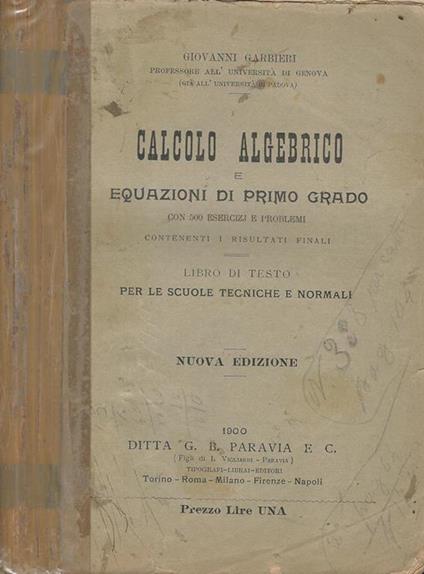 GIOVANNI GARBIERI
PROFESSORE ALL' UNIVERSITÀ DI GENOVA
(GIÀ ALL' UNIVERSITÀ DI PADOVA)
CALCOLO ALGEBRICO
E
EQUAZIONI DI PRIMO GRADO
CON 500 ESERCIZJ E PROBLEMI
CONTENENTI I RISULTATI FINALI
LIBRO DI TESTO
PER LE SCUOLE TECNICHE E NORMALI
NUOVA EDIZIONE
1900
DITTA G. B. PARAVIA E C.
(Figli di I. VIGLIARDI - PARAVIA)
TIPOGRAFI-LIBRAI-EDITORI
Torino - Roma - Milano - Firenze - Napoli
Prezzo Lire UNA